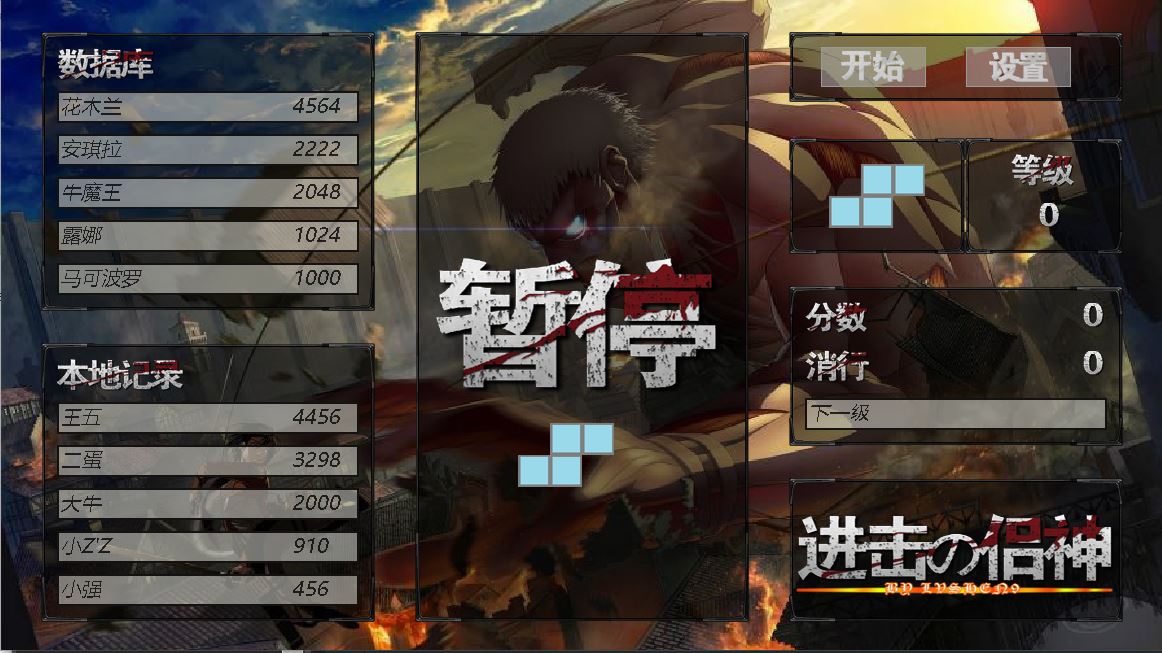 数据库
花木兰 4564
安琪拉 2222
牛魔王 2048
露娜 1024
马可波罗 1000
本地记录
王五 4456
二蛋 3298
大牛 2000
小Z'Z 910
小强 456
暂停
开始 设置
等级
0
分数 0
消行 0
下一级
进击の侣神
BY LVSHEN9